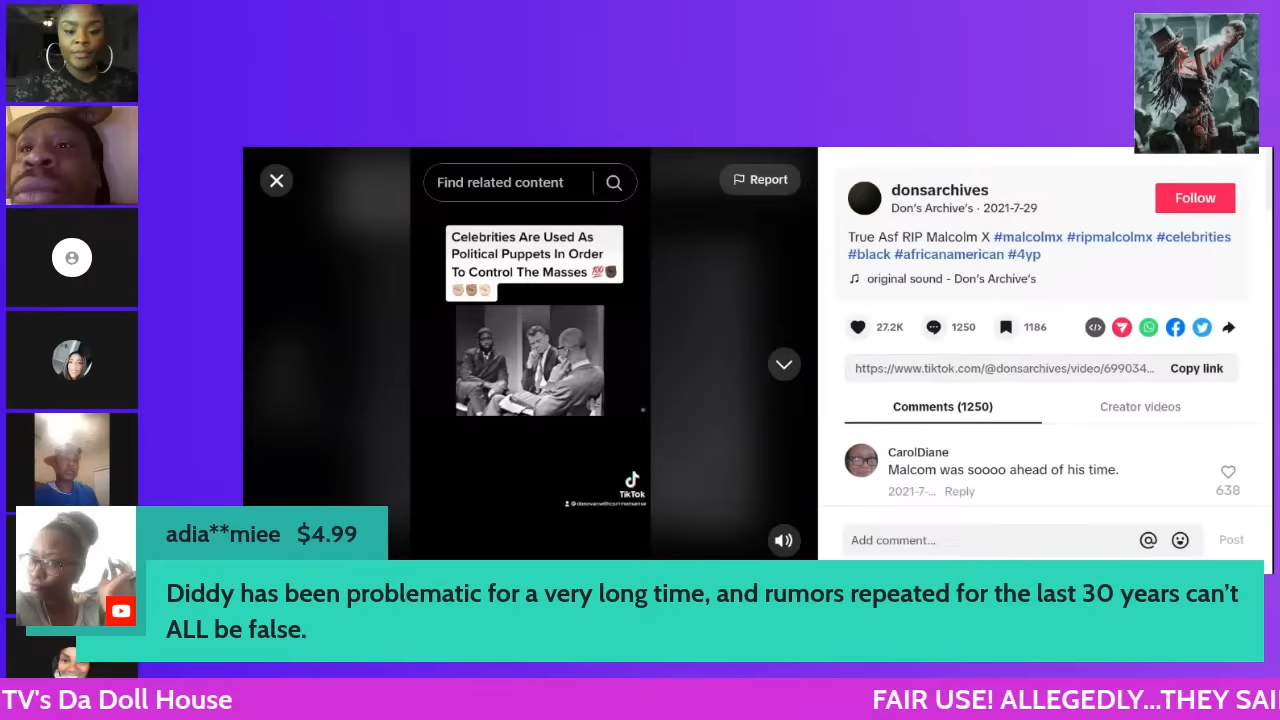 Find related content
Report
Celebrities Are Used As
Political Puppets In Order
To Control The Masses 💯✊🏿
✊🏼✊🏽✊🏻
TikTok
donsarchives
Don's Archive's · 2021-7-29
Follow
True Asf RIP Malcolm X #malcolmx #ripmalcolmx #celebrities
#black #africanamerican #4yp
original sound - Don's Archive's
27.2K
1250
1186
https://www.tiktok.com/@donsarchives/video/699034...
Copy link
Comments (1250)
Creator videos
CarolDiane
Malcom was soooo ahead of his time.
2021-7-... Reply
638
Add comment...
Post
adia**miee $4.99
Diddy has been problematic for a very long time, and rumors repeated for the last 30 years can't
ALL be false.
TV's Da Doll House
FAIR USE! ALLEGEDLY...THEY SAI